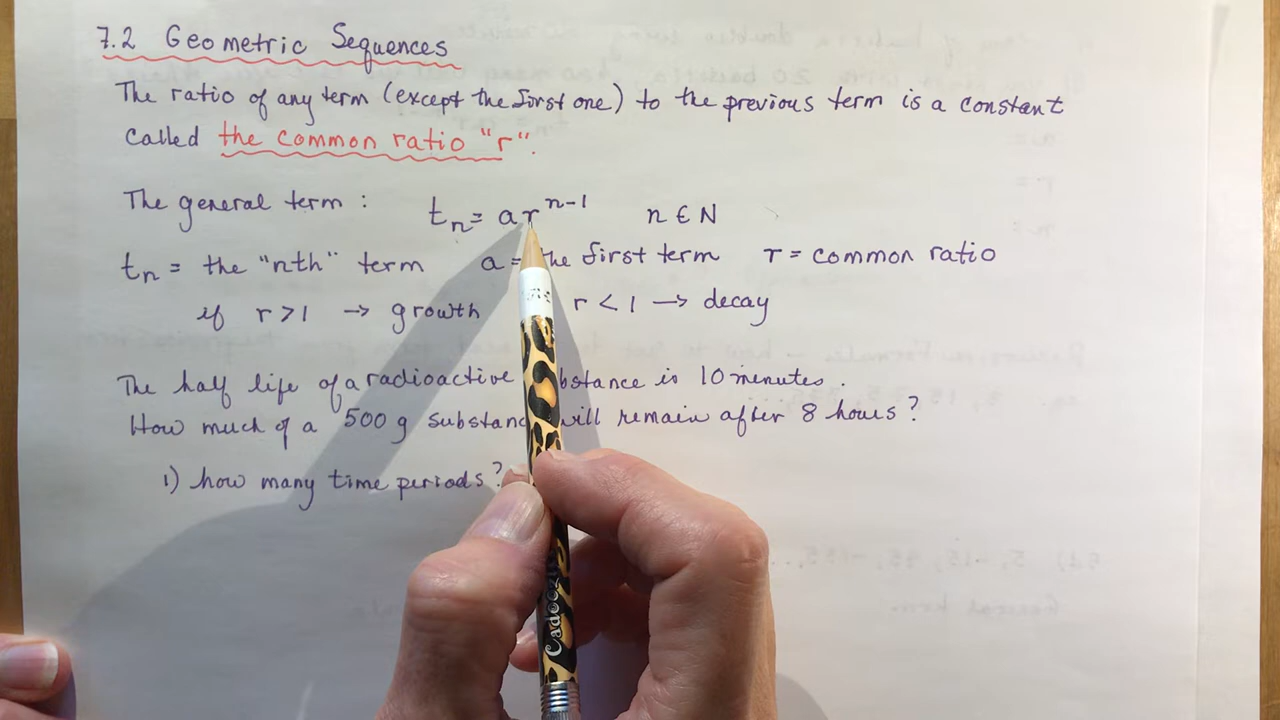 7.2 Geometric Sequences
The ratio of any term (except the first one) to the previous term is a constant
called the common ratio "r".
The general term : tn = ar^n-1 n ∈ N
tn = the "nth" term a = the first term r = common ratio
if r > 1 → growth r < 1 → decay
The half life of a radioactive bstance is 10 minutes.
How much of a 500 g substanc will remain after 8 hours?
1) how many time periods?